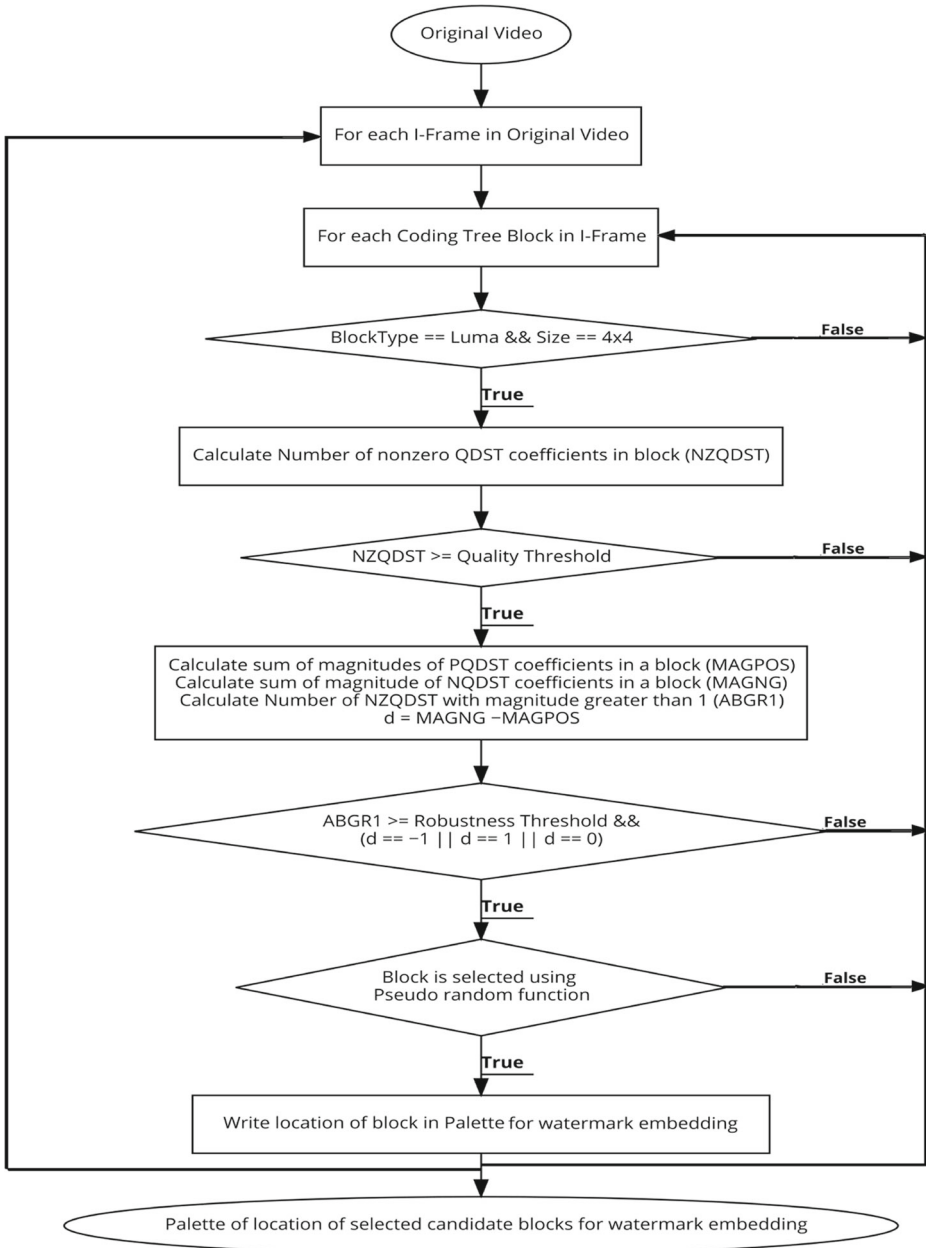 Original Video
For each I-Frame in Original Video
For each Coding Tree Block in I-Frame
BlockType == Luma && Size == 4x4
False
True
Calculate Number of nonzero QDST coefficients in block (NZQDST)
NZQDST >= Quality Threshold
False
True
Calculate sum of magnitudes of PQDST coefficients in a block (MAGPOS)
Calculate sum of magnitude of NQDST coefficients in a block (MAGNG)
Calculate Number of NZQDST with magnitude greater than 1 (ABGR1)
d = MAGNG −MAGPOS
ABGR1 >= Robustness Threshold &&
(d == −1 || d == 1 || d == 0)
False
True
Block is selected using
Pseudo random function
False
True
Write location of block in Palette for watermark embedding
Palette of location of selected candidate blocks for watermark embedding